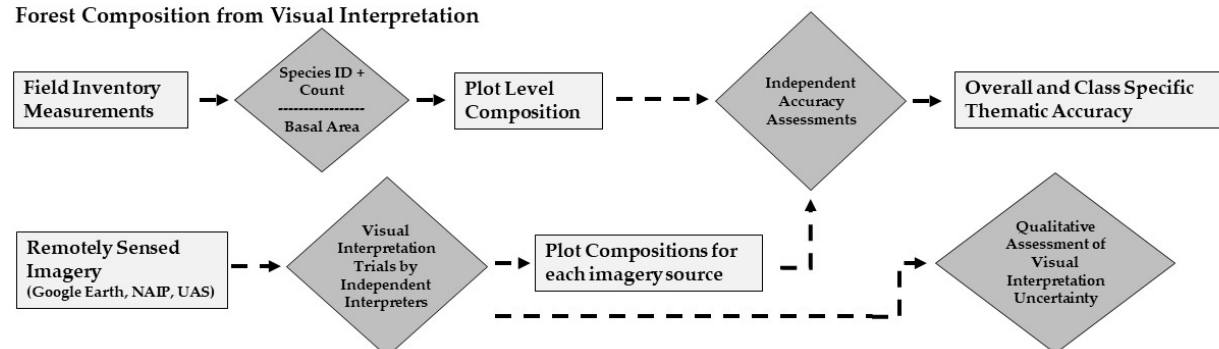 Forest Composition from Visual Interpretation
Field Inventory
Measurements
Species ID +
Count
------------------
Basal Area
Plot Level
Composition
Independent
Accuracy
Assessments
Overall and Class Specific
Thematic Accuracy
Remotely Sensed
Imagery
(Google Earth, NAIP, UAS)
Visual
Interpretation
Trials by
Independent
Interpreters
Plot Compositions for
each imagery source
Qualitative
Assessment of
Visual
Interpretation
Uncertainty